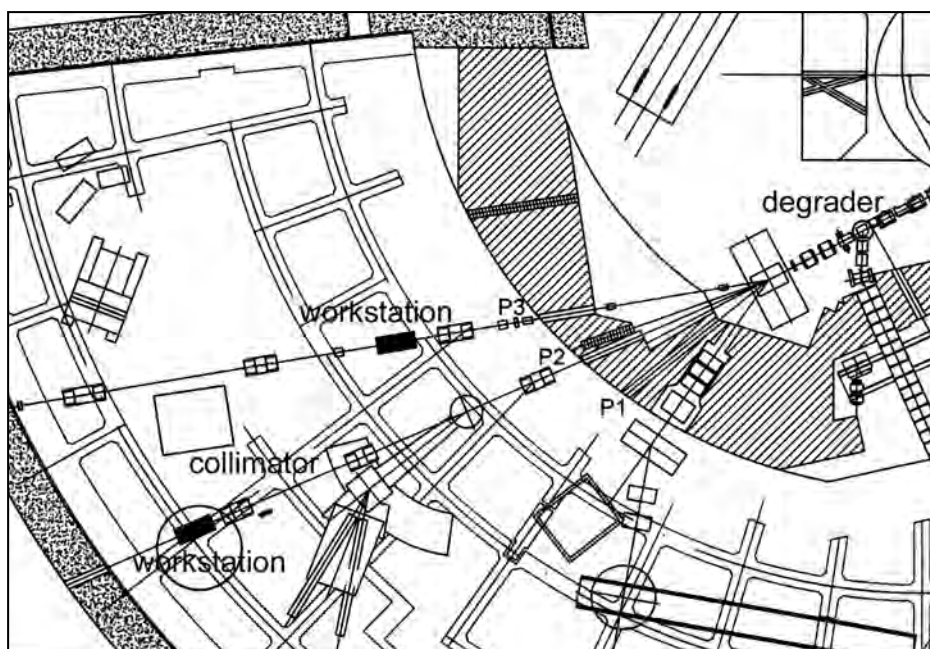 degrader
workstation
P3
P2
P1
collimator
workstation